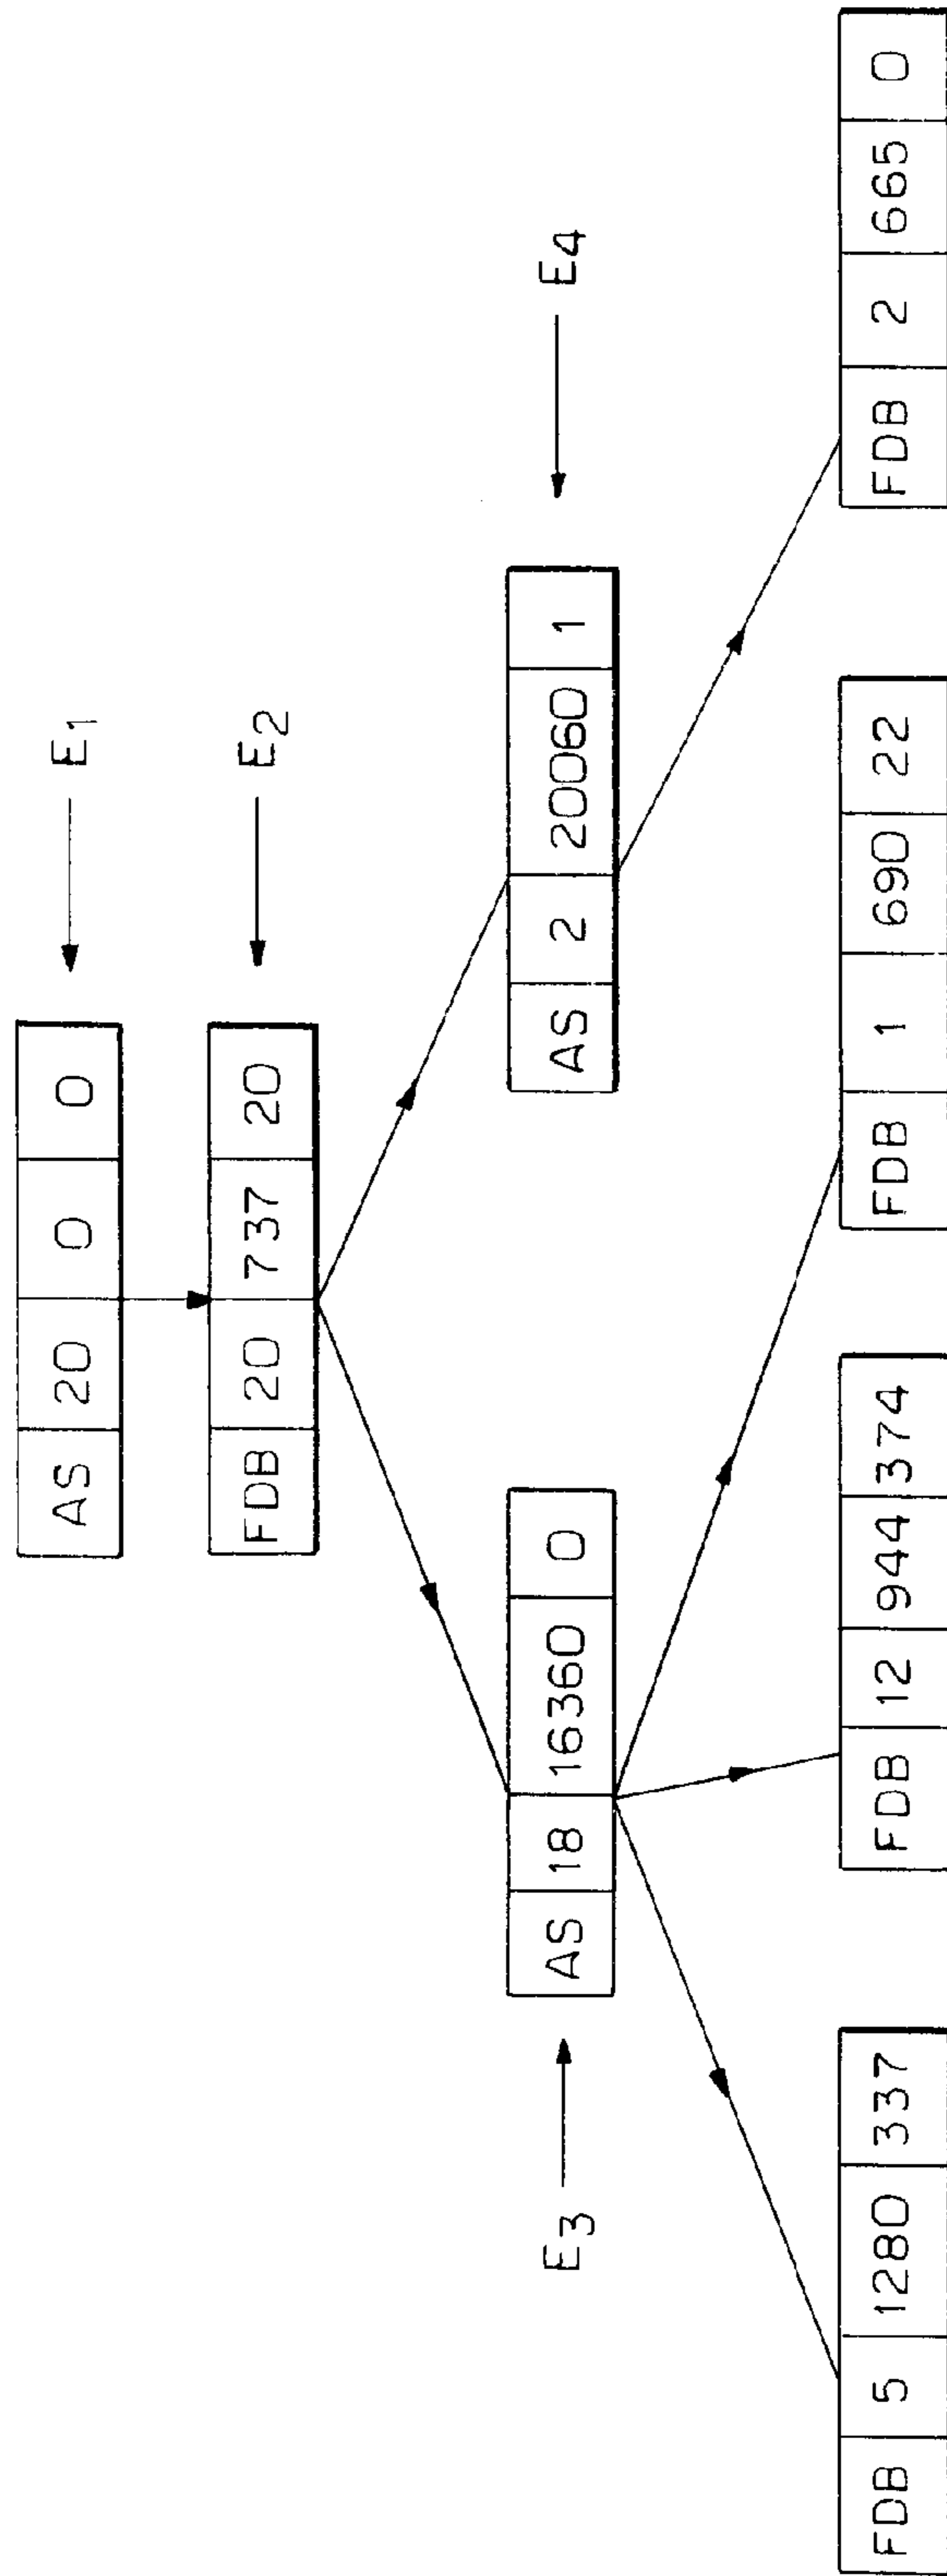 AS 20 0 0 E1
FDB 20 737 20 E2
E3 AS 18 16360 0 AS 2 20060 1 E4
FDB 5 1280 337 FDB 12 944 374 FDB 1 690 22 FDB 2 665 0